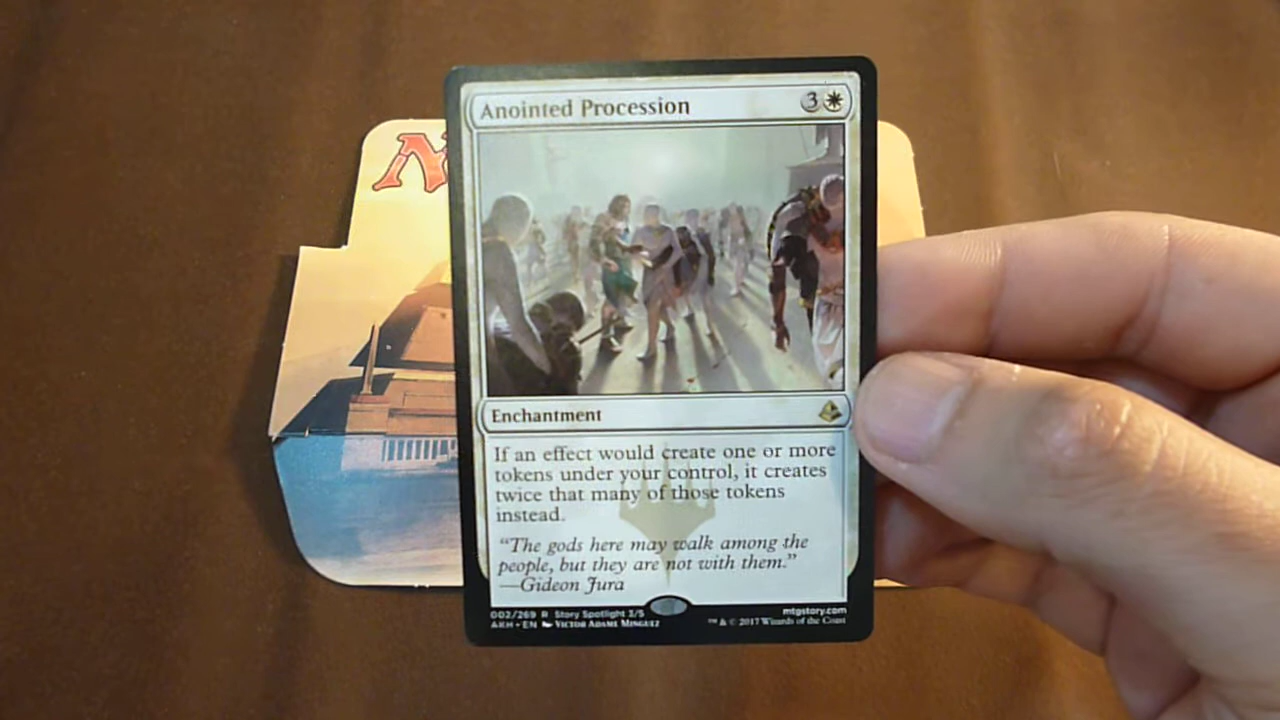 Anointed Procession 3
Enchantment
If an effect would create one or more
tokens under your control, it creates
twice that many of those tokens
instead.
“The gods here may walk among the
people, but they are not with them.”
—Gideon Jura
002/269 R Story Spotlight 3/5
mtgstory.com
AKH • EN Victor Adame Minguez
™ & © 2017 Wizards of the Coast